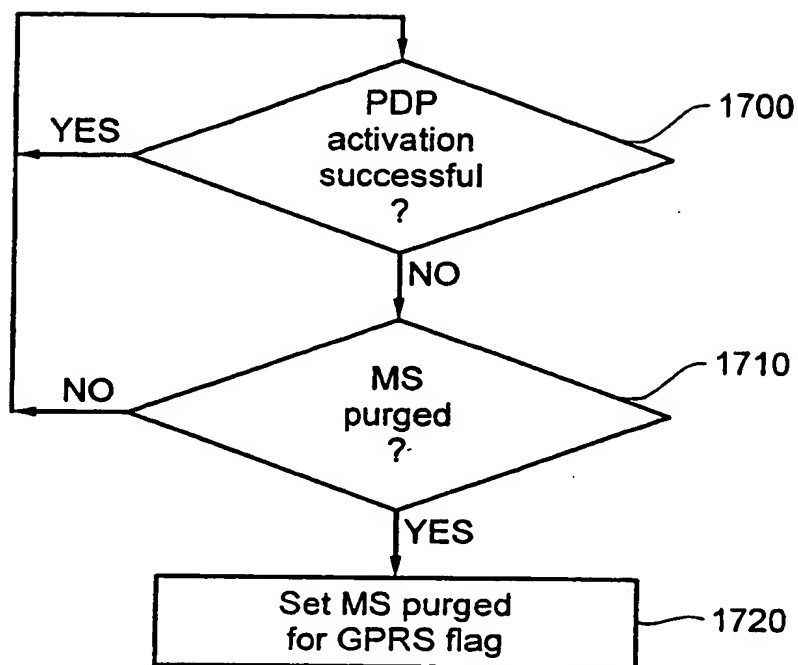 PDP
activation
successful
?
1700
YES
NO
MS
purged
?
1710
NO
YES
Set MS purged
for GPRS flag
1720